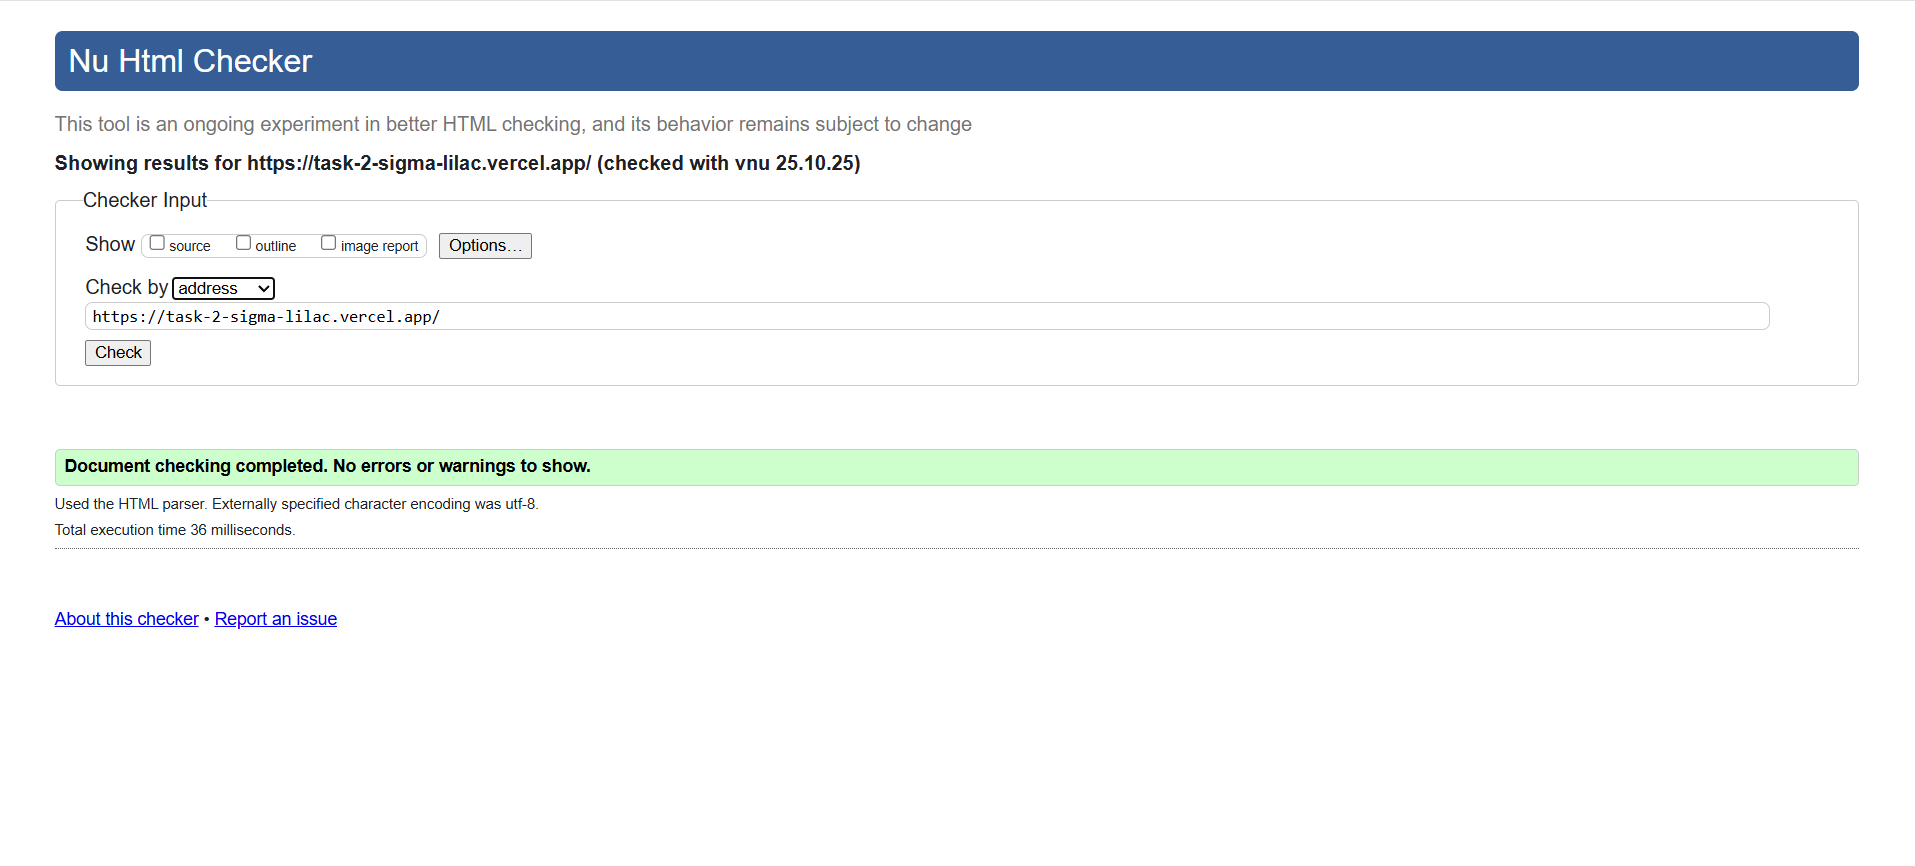 Nu Html Checker
This tool is an ongoing experiment in better HTML checking, and its behavior remains subject to change
Showing results for https://task-2-sigma-lilac.vercel.app/ (checked with vnu 25.10.25)
Checker Input
Show source outline image report Options...
Check by address
https://task-2-sigma-lilac.vercel.app/
Check
Document checking completed. No errors or warnings to show.
Used the HTML parser. Externally specified character encoding was utf-8.
Total execution time 36 milliseconds.
About this checker • Report an issue